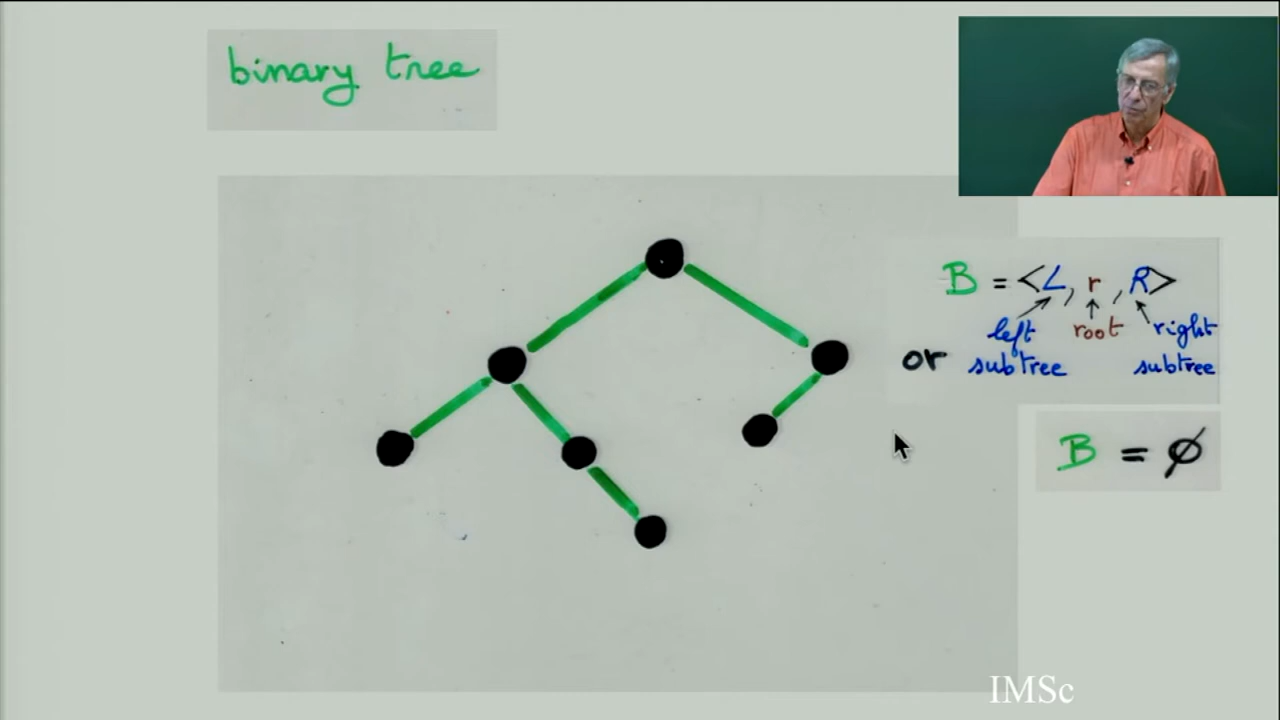 binary tree
B = <L, r, R>
left root right
or subtree subtree
B = ∅
IMSc